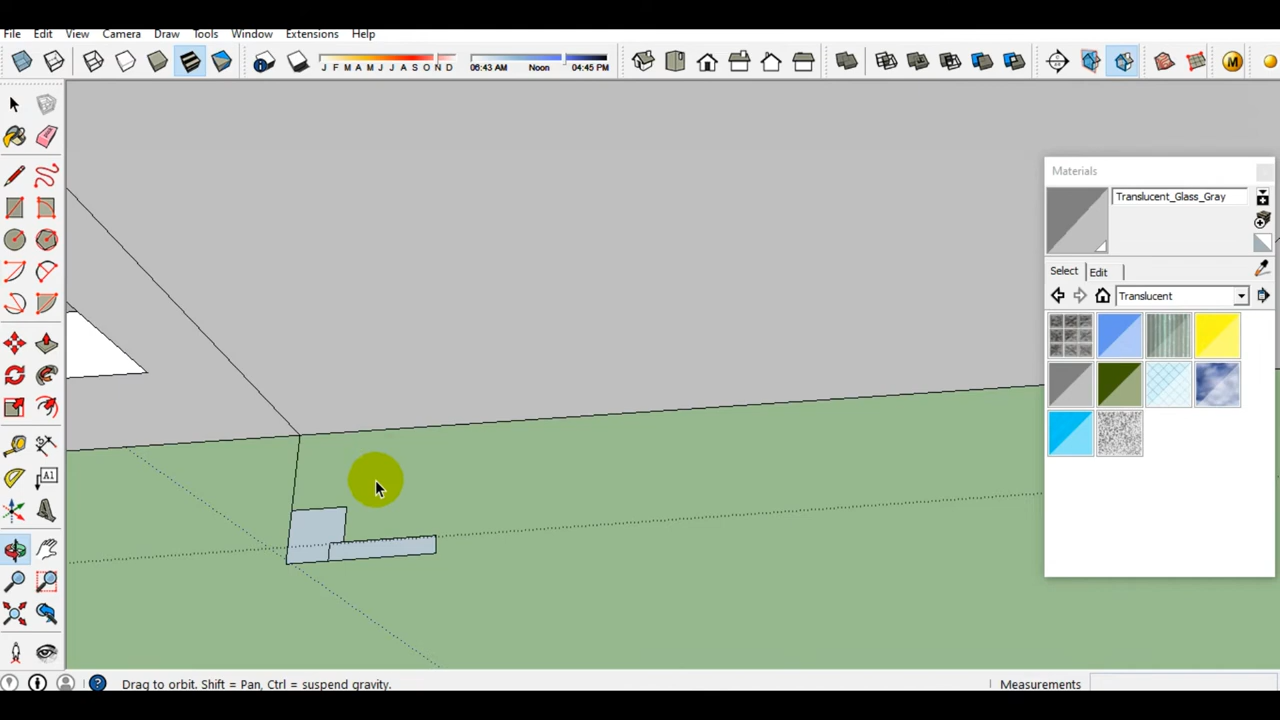 File Edit View Camera Draw Tools Window Extensions Help
J F M A M J J A S O N D 06:43 AM Noon 04:45 PM
M
Materials
Translucent_Glass_Gray
Select Edit
Translucent
A1
Drag to orbit. Shift = Pan, Ctrl = suspend gravity.
Measurements